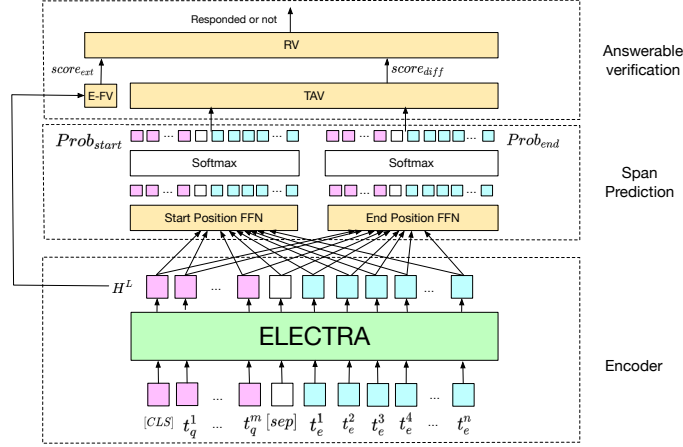 Responded or not
RV
Answerable
verification
score_ext
score_diff
E-FV
TAV
Prob_start
... ... ... ...
Prob_end
Softmax
Softmax
Span
Prediction
... ... ... ...
Start Position FFN
End Position FFN
H^L
... ...
ELECTRA
Encoder
[CLS] t_q^1 ... t_q^m [sep] t_e^1 t_e^2 t_e^3 t_e^4 ... t_e^n